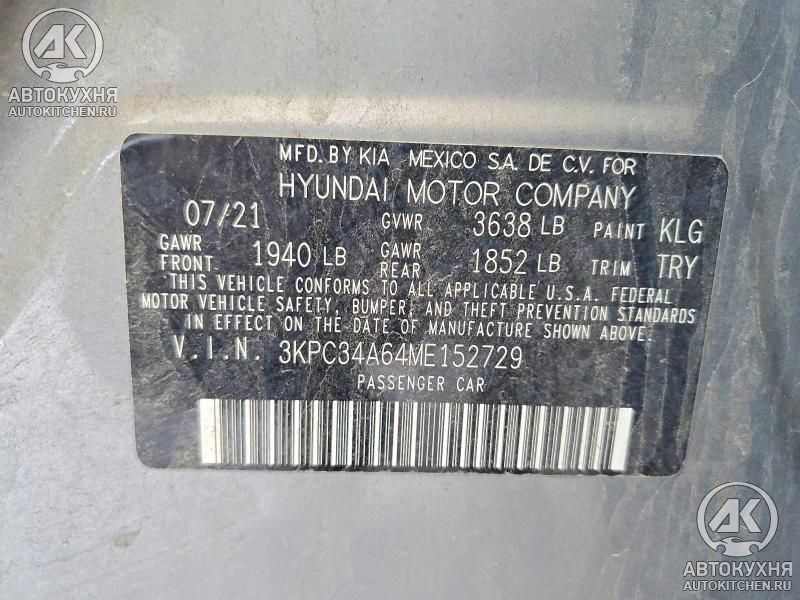 AK
АВТОКУХНЯ
AUTOKITCHEN.RU
MFD. BY KIA MEXICO S.A. DE C.V. FOR
HYUNDAI MOTOR COMPANY
07/21 GVWR 3638 LB PAINT KLG
GAWR FRONT 1940 LB GAWR REAR 1852 LB TRIM TRY
THIS VEHICLE CONFORMS TO ALL APPLICABLE U.S.A. FEDERAL
MOTOR VEHICLE SAFETY, BUMPER, AND THEFT PREVENTION STANDARDS
IN EFFECT ON THE DATE OF MANUFACTURE SHOWN ABOVE.
V.I.N. 3KPC34A64ME152729
PASSENGER CAR
AK
АВТОКУХНЯ
AUTOKITCHEN.RU